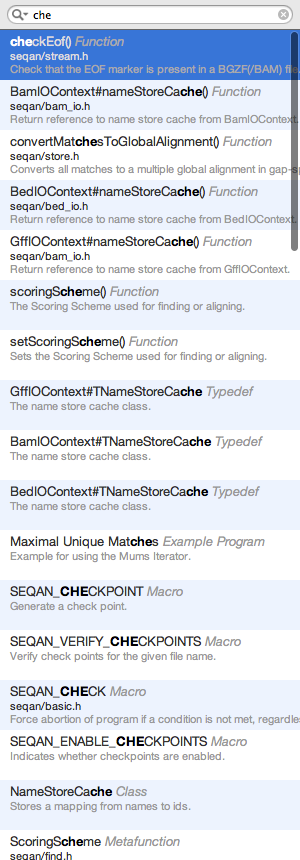 che
checkEof() Function
seqan/stream.h
Check that the EOF marker is present in a BGZF(/BAM) file
BamIOContext#nameStoreCache() Function
seqan/bam_io.h
Return reference to name store cache from BamIOContext.
convertMatchesToGlobalAlignment() Function
seqan/store.h
Converts all matches to a multiple global alignment in gap-sp
BedIOContext#nameStoreCache() Function
seqan/bed_io.h
Return reference to name store cache from BedIOContext.
GffIOContext#nameStoreCache() Function
seqan/bam_io.h
Return reference to name store cache from GffIOContext.
scoringScheme() Function
The Scoring Scheme used for finding or aligning.
setScoringScheme() Function
Sets the Scoring Scheme used for finding or aligning.
GffIOContext#TNameStoreCache Typedef
The name store cache class.
BamIOContext#TNameStoreCache Typedef
The name store cache class.
BedIOContext#TNameStoreCache Typedef
The name store cache class.
Maximal Unique Matches Example Program
Example for using the Mums Iterator.
SEQAN_CHECKPOINT Macro
Generate a check point.
SEQAN_VERIFY_CHECKPOINTS Macro
Verify check points for the given file name.
SEQAN_CHECK Macro
seqan/basic.h
Force abortion of program if a condition is not met, regardles
SEQAN_ENABLE_CHECKPOINTS Macro
Indicates whether checkpoints are enabled.
NameStoreCache Class
Stores a mapping from names to ids.
ScoringScheme Metafunction
seqan/find.h